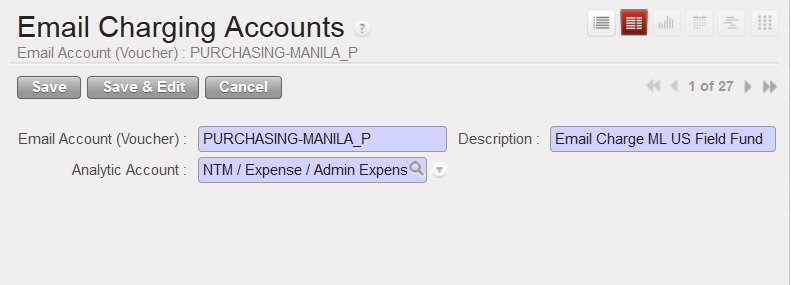 Email Charging Accounts ?
Email Account (Voucher) : PURCHASING-MANILA_P
Save Save & Edit Cancel 1 of 27
Email Account (Voucher) : PURCHASING-MANILA_P Description : Email Charge ML US Field Fund
Analytic Account : NTM / Expense / Admin Expens